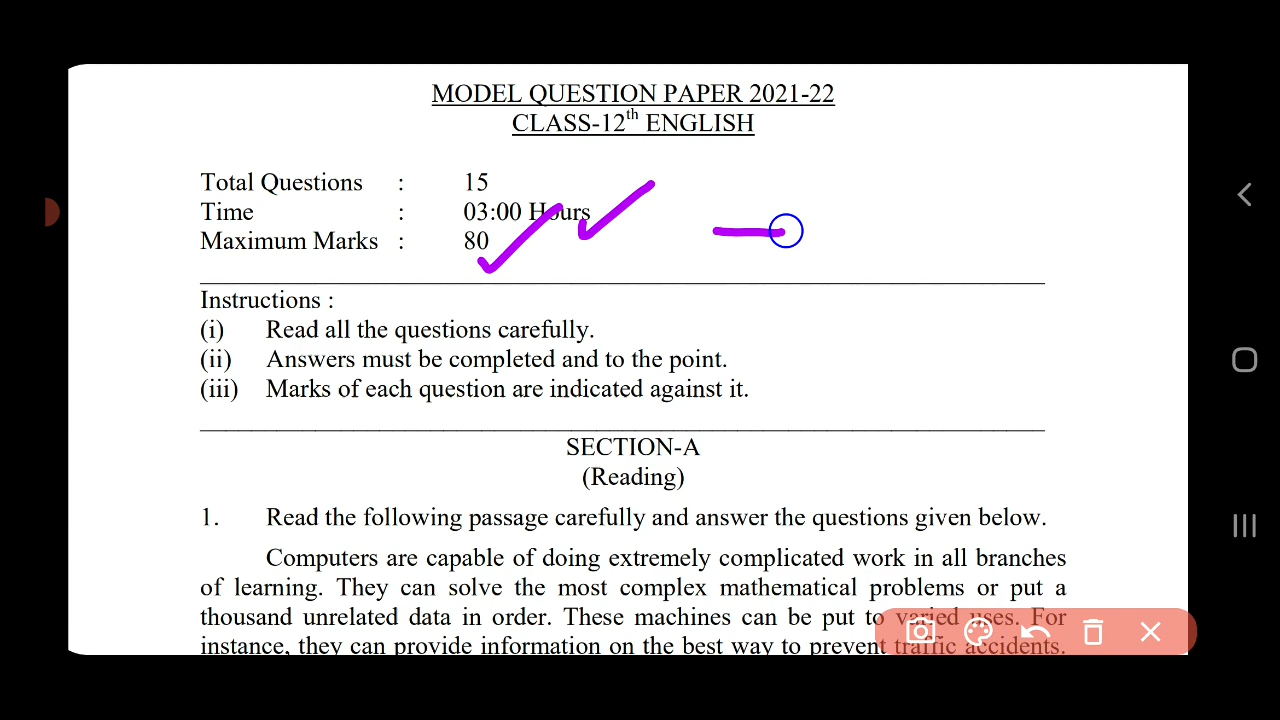 MODEL QUESTION PAPER 2021-22
CLASS-12th ENGLISH
Total Questions : 15
Time : 03:00 Hours
Maximum Marks : 80
Instructions :
(i) Read all the questions carefully.
(ii) Answers must be completed and to the point.
(iii) Marks of each question are indicated against it.
SECTION-A
(Reading)
1. Read the following passage carefully and answer the questions given below.
Computers are capable of doing extremely complicated work in all branches
of learning. They can solve the most complex mathematical problems or put a
thousand unrelated data in order. These machines can be put to varied uses. For
instance, they can provide information on the best way to prevent traffic accidents.